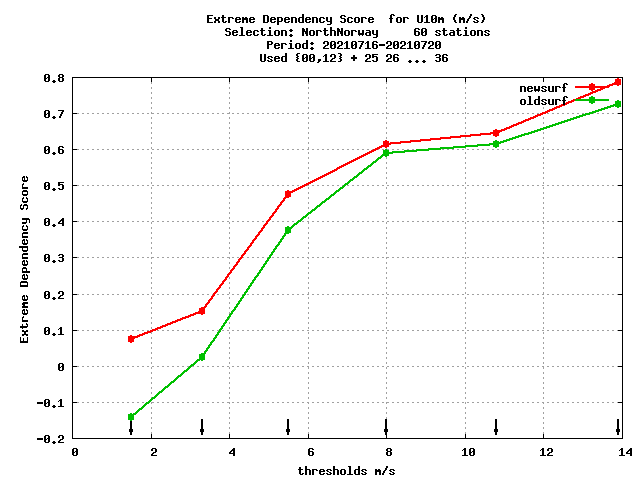 Extreme Dependency Score for U10m (m/s)
Selection: NorthNorway 60 stations
Period: 20210716-20210720
Used {00,12} + 25 26 ... 36
newsurf
oldsurf
Extreme Dependency Score
0.8
0.7
0.6
0.5
0.4
0.3
0.2
0.1
0
-0.1
-0.2
0 2 4 6 8 10 12 14
thresholds m/s